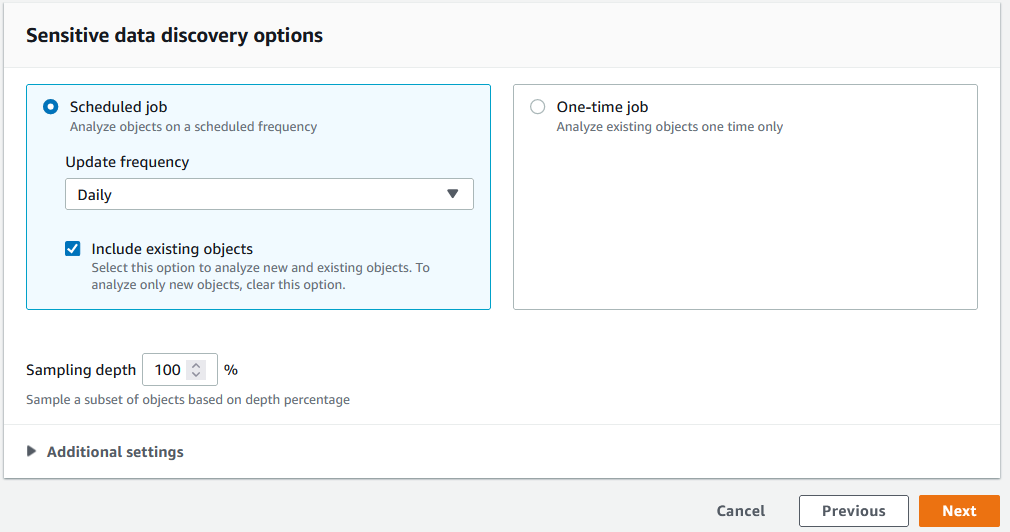 Sensitive data discovery options
Scheduled job
Analyze objects on a scheduled frequency
Update frequency
Daily
Include existing objects
Select this option to analyze new and existing objects. To
analyze only new objects, clear this option.
One-time job
Analyze existing objects one time only
Sampling depth 100 %
Sample a subset of objects based on depth percentage
Additional settings
Cancel Previous Next